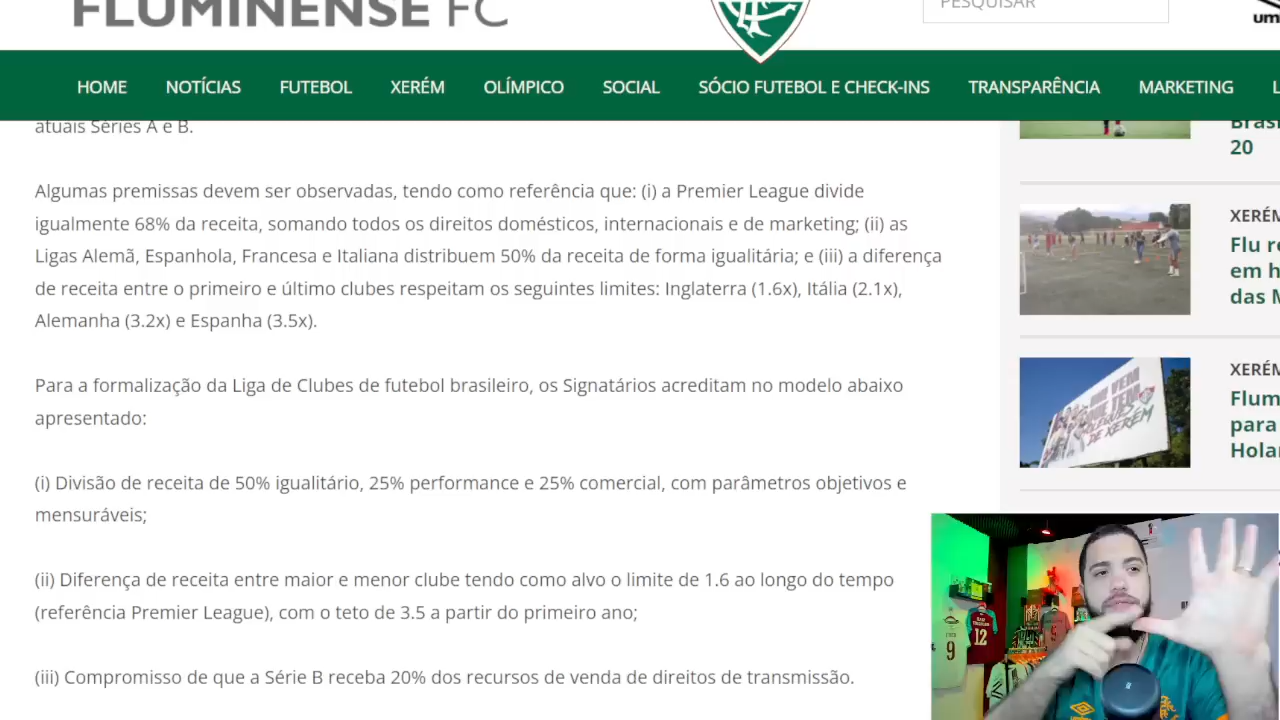 FLUMINENSE FC
PESQUISAR
HOME NOTÍCIAS FUTEBOL XERÉM OLÍMPICO SOCIAL SÓCIO FUTEBOL E CHECK-INS TRANSPARÊNCIA MARKETING
atuais Séries A e B.
Algumas premissas devem ser observadas, tendo como referência que: (i) a Premier League divide
igualmente 68% da receita, somando todos os direitos domésticos, internacionais e de marketing; (ii) as
Ligas Alemã, Espanhola, Francesa e Italiana distribuem 50% da receita de forma igualitária; e (iii) a diferença
de receita entre o primeiro e último clubes respeitam os seguintes limites: Inglaterra (1.6x), Itália (2.1x),
Alemanha (3.2x) e Espanha (3.5x).
Para a formalização da Liga de Clubes de futebol brasileiro, os Signatários acreditam no modelo abaixo
apresentado:
(i) Divisão de receita de 50% igualitário, 25% performance e 25% comercial, com parâmetros objetivos e
mensuráveis;
(ii) Diferença de receita entre maior e menor clube tendo como alvo o limite de 1.6 ao longo do tempo
(referência Premier League), com o teto de 3.5 a partir do primeiro ano;
(iii) Compromisso de que a Série B receba 20% dos recursos de venda de direitos de transmissão.
20
XERÉM
em h
das M
QUE TEM
DE XERÉM
XERÉM
Flum
para
Hola
9
12